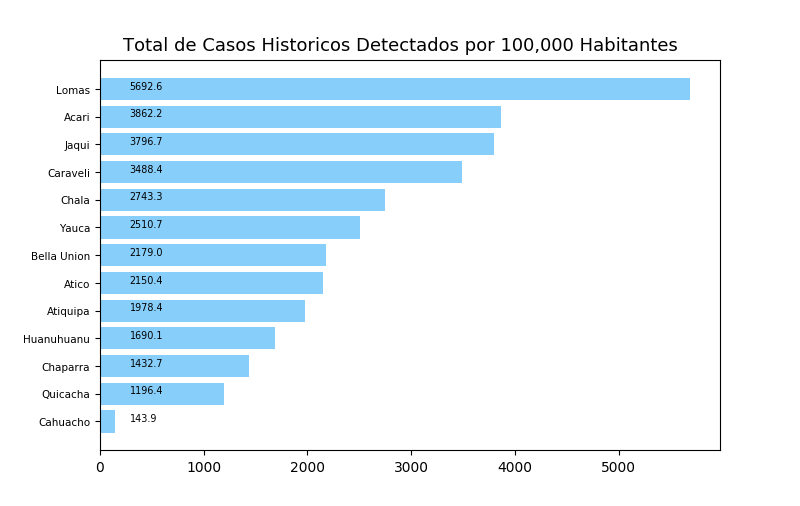 Total de Casos Historicos Detectados por 100,000 Habitantes
Lomas 5692.6
Acari 3862.2
Jaqui 3796.7
Caraveli 3488.4
Chala 2743.3
Yauca 2510.7
Bella Union 2179.0
Atico 2150.4
Atiquipa 1978.4
Huanuhuanu 1690.1
Chaparra 1432.7
Quicacha 1196.4
Cahuacho 143.9
0 1000 2000 3000 4000 5000